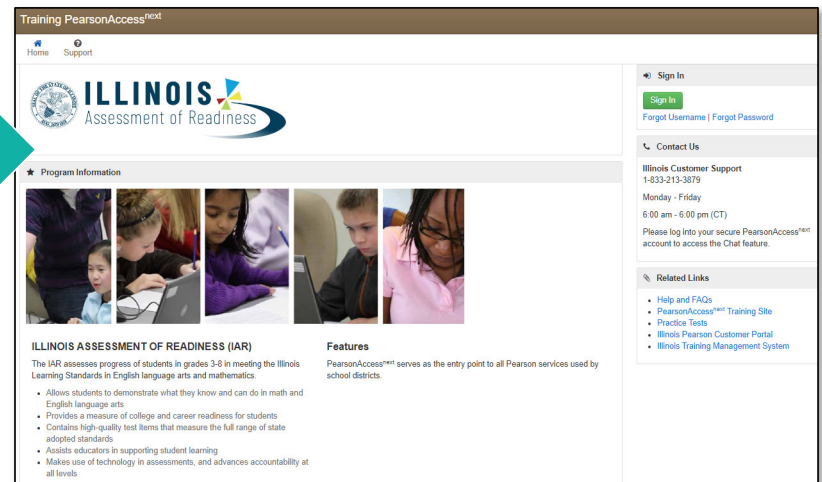 Training PearsonAccessnext
Home Support
ILLINOIS
Assessment of Readiness
Program Information
ILLINOIS ASSESSMENT OF READINESS (IAR)
The IAR assesses progress of students in grades 3-8 in meeting the Illinois
Learning Standards in English language arts and mathematics.
• Allows students to demonstrate what they know and can do in math and
English language arts
• Provides a measure of college and career readiness for students
• Contains high-quality test items that measure the full range of state
adopted standards
• Assists educators in supporting student learning
• Makes use of technology in assessments, and advances accountability at
all levels
Features
PearsonAccessnext serves as the entry point to all Pearson services used by
school districts.
Sign In
Sign In
Forgot Username | Forgot Password
Contact Us
Illinois Customer Support
1-833-213-3879
Monday - Friday
6:00 am - 6:00 pm (CT)
Please log into your secure PearsonAccessnext
account to access the Chat feature.
Related Links
• Help and FAQs
• PearsonAccessnext Training Site
• Practice Tests
• Illinois Pearson Customer Portal
• Illinois Training Management System